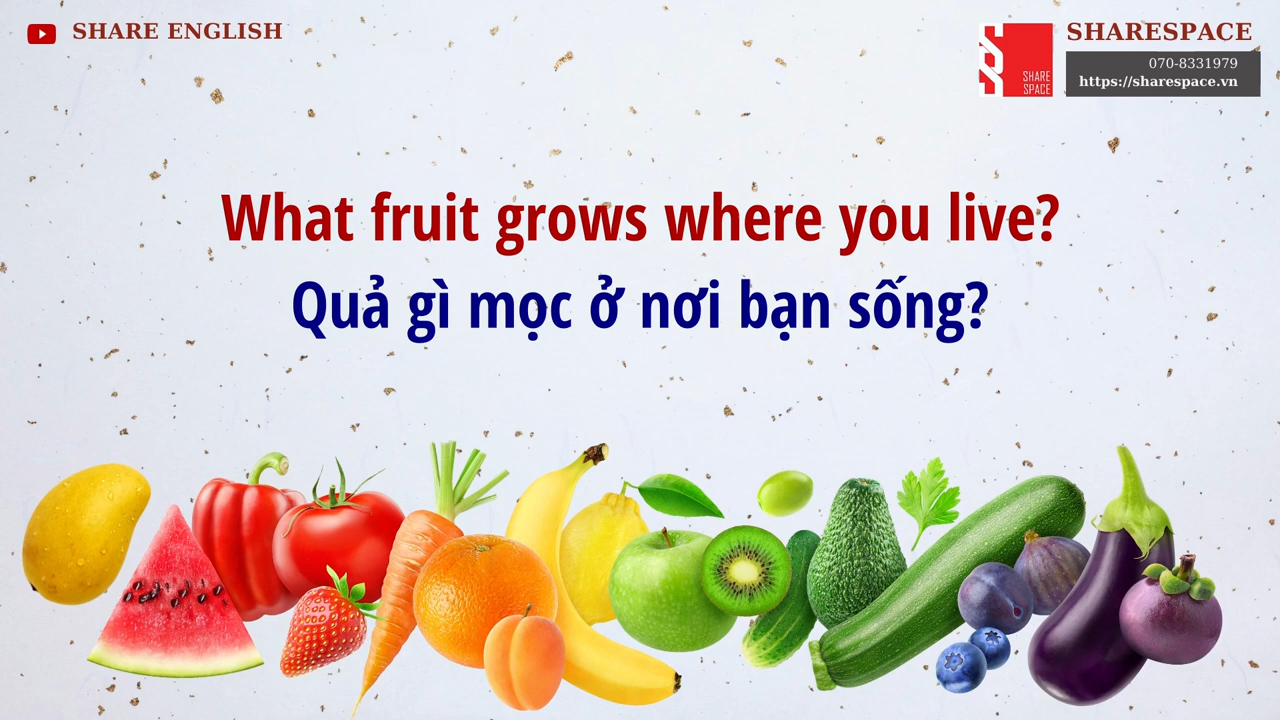 SHARE ENGLISH
SHARESPACE
070-8331979
https://sharespace.vn
SHARE
SPACE
What fruit grows where you live?
Quả gì mọc ở nơi bạn sống?